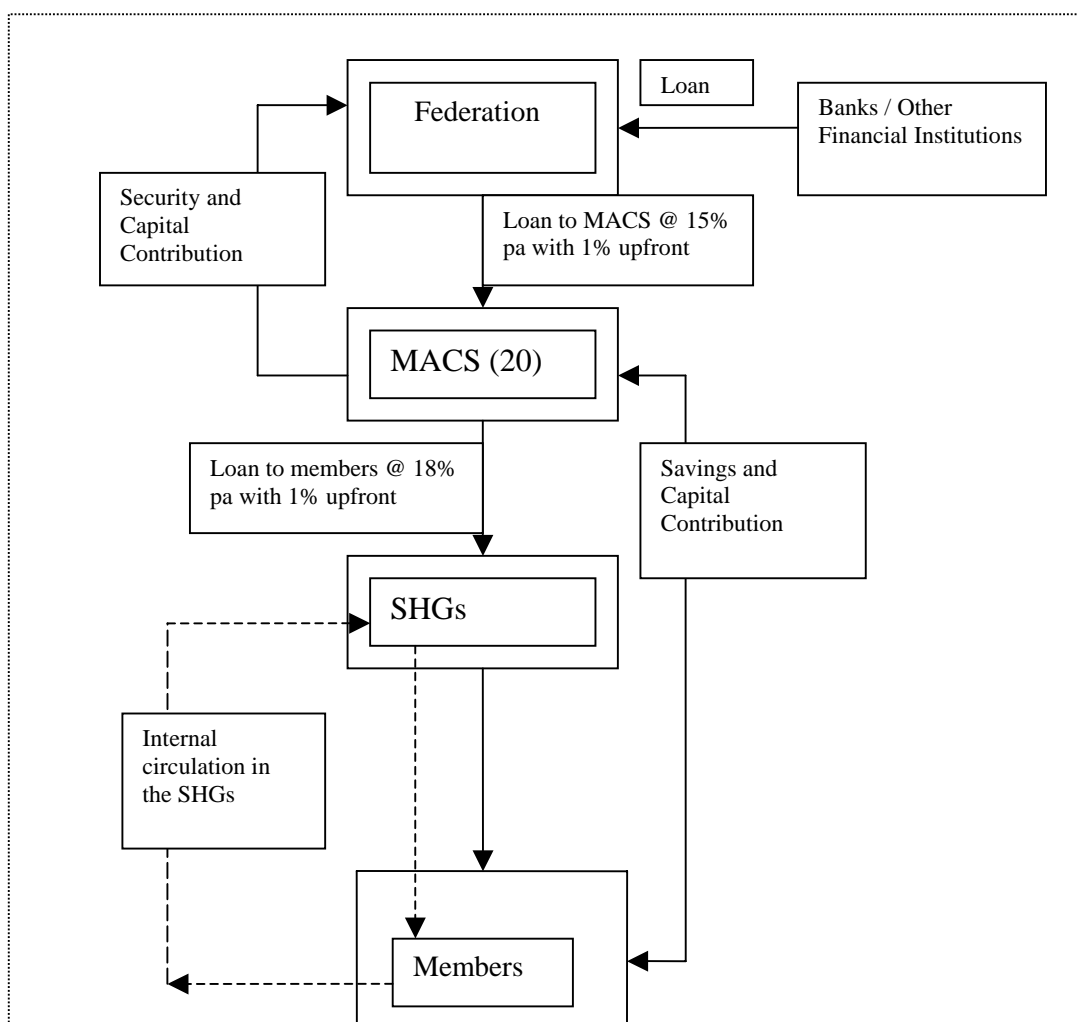 Federation
Loan
Banks / Other
Financial Institutions
Security and
Capital
Contribution
Loan to MACS @ 15%
pa with 1% upfront
MACS (20)
Loan to members @ 18%
pa with 1% upfront
Savings and
Capital
Contribution
SHGs
Internal
circulation in
the SHGs
Members